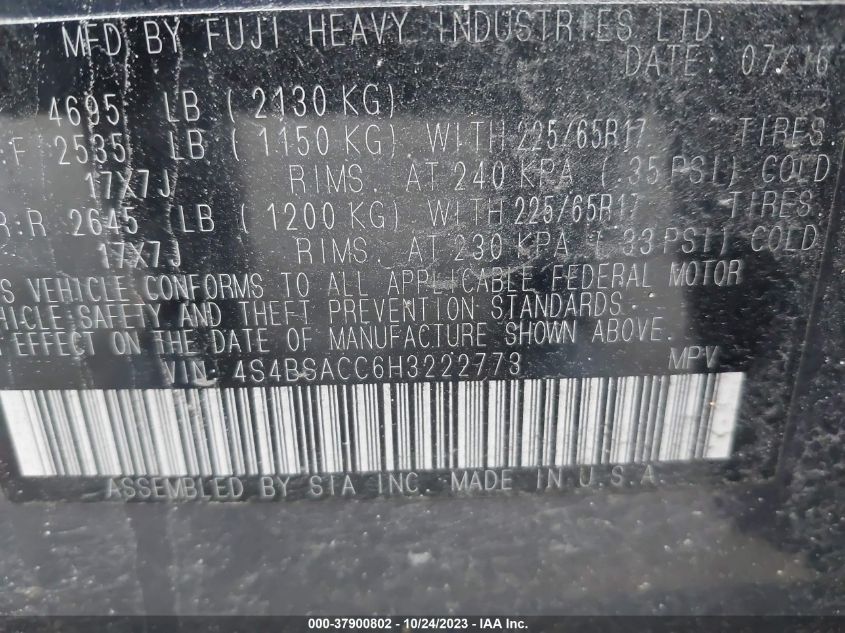 MFD BY FUJI HEAVY INDUSTRIES LTD
DATE: 07/16
4695 LB ( 2130 KG)
:F 2535 LB ( 1150 KG) WITH 225/65R17 TIRES.
17X7J RIMS. AT 240 KPA ( 35 PSI) COLD
R:R 2645 LB ( 1200 KG) WITH 225/65R17 TIRES.
17X7J RIMS. AT 230 KPA ( 33 PSI) COLD
S VEHICLE CONFORMS TO ALL APPLICABLE FEDERAL MOTOR
HICLE SAFETY AND THEFT PREVENTION STANDARDS
EFFECT ON THE DATE OF MANUFACTURE SHOWN ABOVE.
VIN: 4S4BSACC6H3222773 MPV
ASSEMBLED BY SIA INC. MADE IN U.S.A.
000-37900802 - 10/24/2023 - IAA Inc.